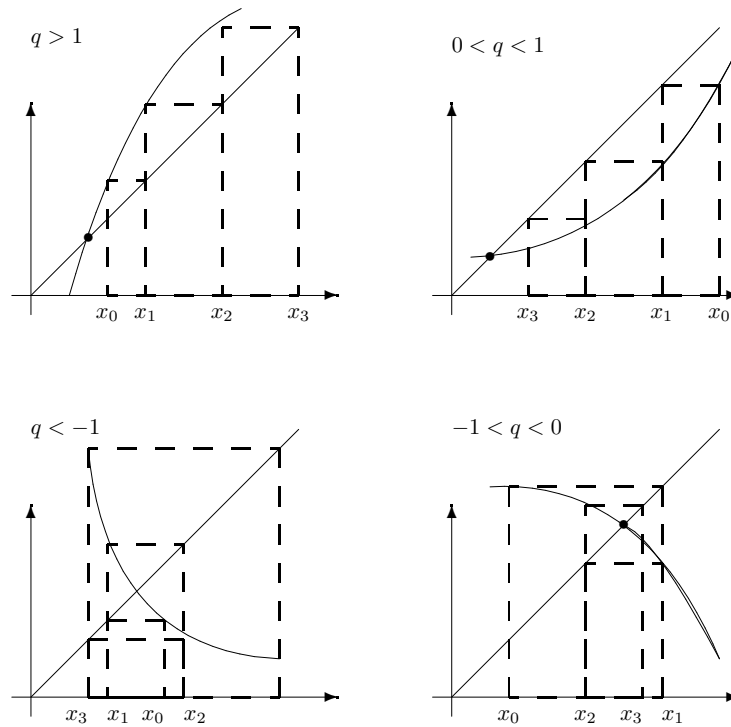 q > 1
x₀ x₁ x₂ x₃
0 < q < 1
x₃ x₂ x₁ x₀
q < −1
x₃ x₁ x₀ x₂
−1 < q < 0
x₀ x₂ x₃ x₁